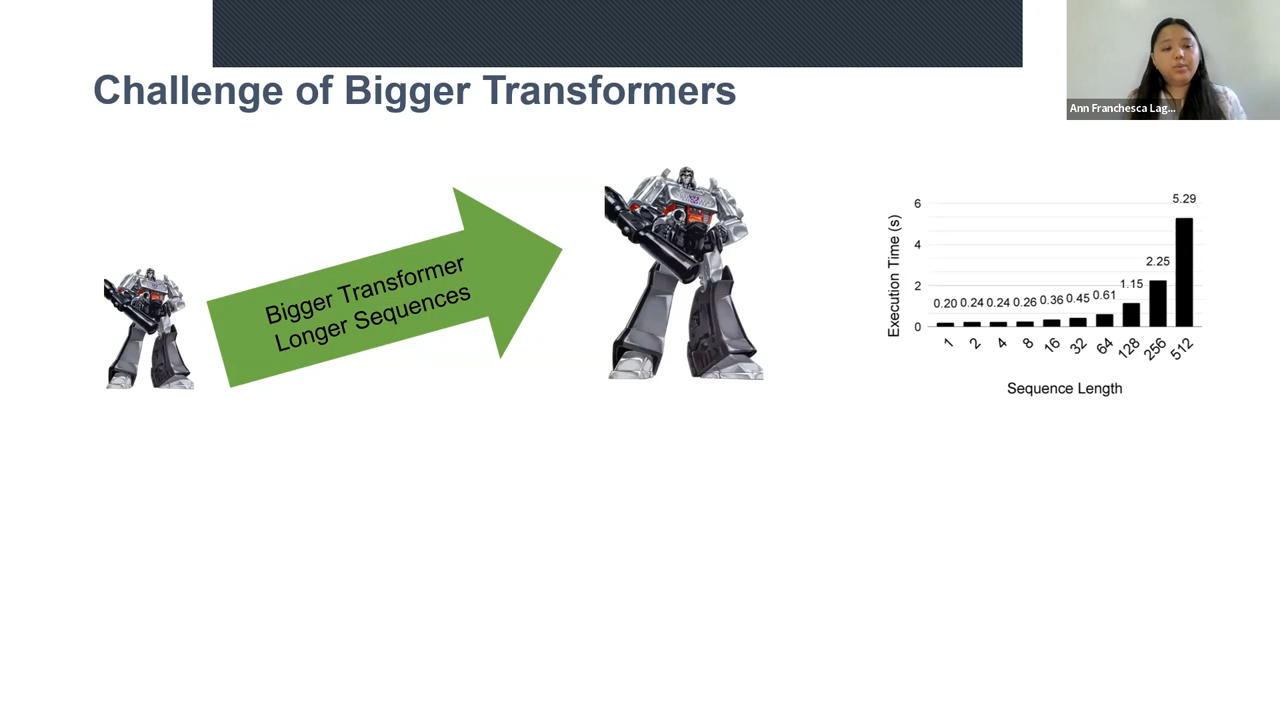 Challenge of Bigger Transformers
Ann Franchesca Lag...
Bigger Transformer
Longer Sequences
Execution Time (s)
6
4
2
0
0.20 0.24 0.24 0.26 0.36 0.45 0.61 1.15 2.25 5.29
1 2 4 8 16 32 64 128 256 512
Sequence Length